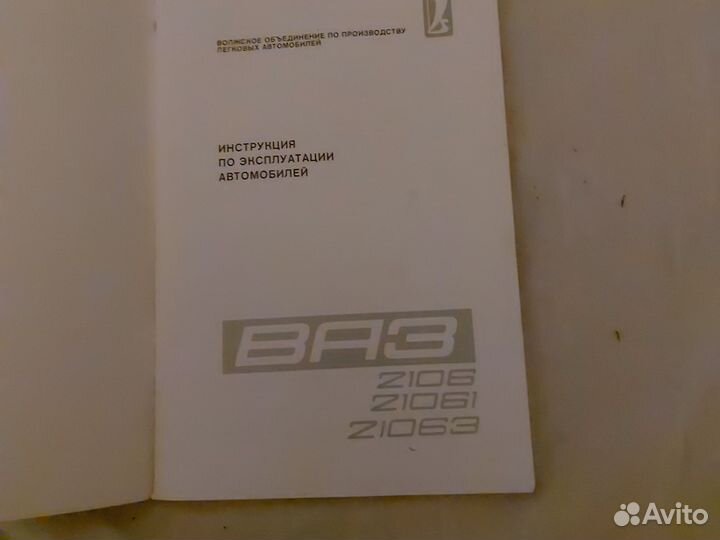 ВОЛЖСКОЕ ОБЪЕДИНЕНИЕ ПО ПРОИЗВОДСТВУ
ЛЕГКОВЫХ АВТОМОБИЛЕЙ
ИНСТРУКЦИЯ
ПО ЭКСПЛУАТАЦИИ
АВТОМОБИЛЕЙ
ВАЗ
2106
21061
21063
Avito